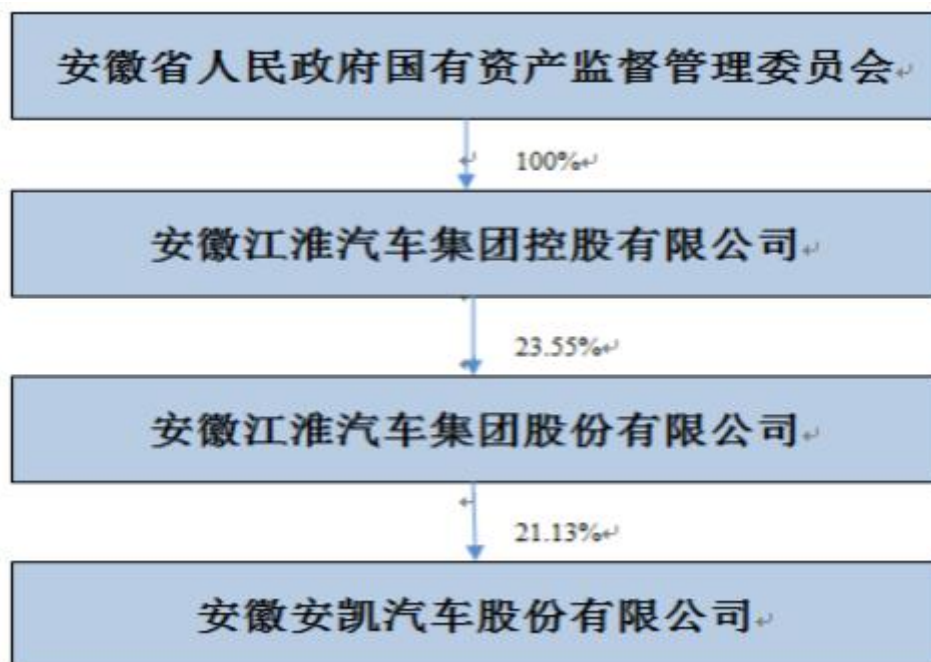 安徽省人民政府国有资产监督管理委员会
100%
安徽江淮汽车集团控股有限公司
23.55%
安徽江淮汽车集团股份有限公司
21.13%
安徽安凯汽车股份有限公司